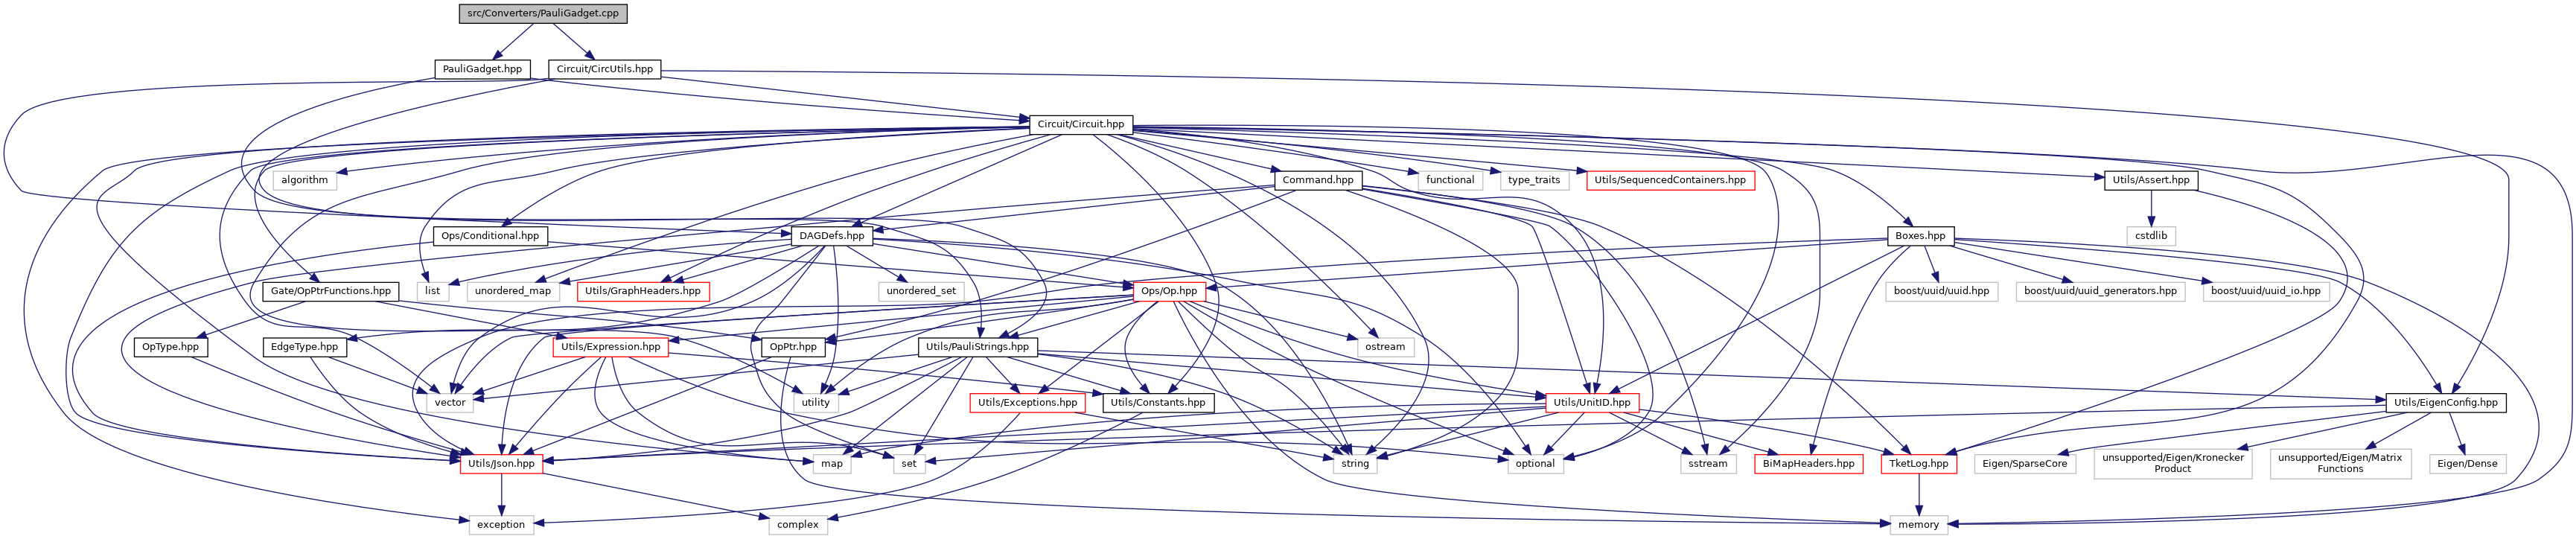 src/Converters/PauliGadget.cpp
PauliGadget.hpp
Circuit/CircUtils.hpp
Circuit/Circuit.hpp
algorithm
Command.hpp
functional
type_traits
Utils/SequencedContainers.hpp
Utils/Assert.hpp
Ops/Conditional.hpp
DAGDefs.hpp
Boxes.hpp
cstdlib
Gate/OpPtrFunctions.hpp
list
unordered_map
Utils/GraphHeaders.hpp
unordered_set
Ops/Op.hpp
boost/uuid/uuid.hpp
boost/uuid/uuid_generators.hpp
boost/uuid/uuid_io.hpp
OpType.hpp
EdgeType.hpp
Utils/Expression.hpp
OpPtr.hpp
Utils/PauliStrings.hpp
ostream
vector
utility
Utils/Exceptions.hpp
Utils/Constants.hpp
Utils/UnitID.hpp
Utils/EigenConfig.hpp
Utils/Json.hpp
map
set
string
optional
sstream
BiMapHeaders.hpp
TketLog.hpp
Eigen/SparseCore
unsupported/Eigen/Kronecker
Product
unsupported/Eigen/Matrix
Functions
Eigen/Dense
exception
complex
memory